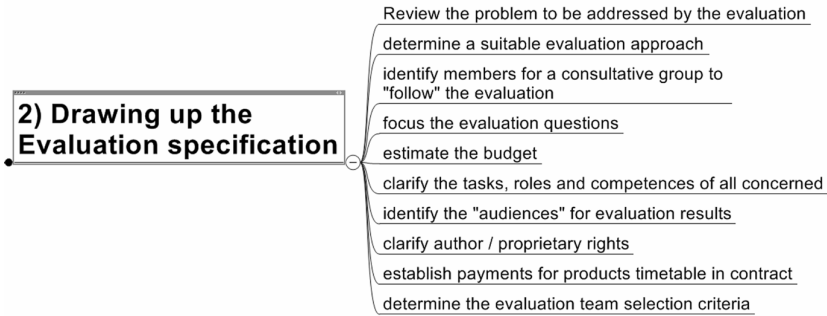 2) Drawing up the
Evaluation specification
Review the problem to be addressed by the evaluation
determine a suitable evaluation approach
identify members for a consultative group to
"follow" the evaluation
focus the evaluation questions
estimate the budget
clarify the tasks, roles and competences of all concerned
identify the "audiences" for evaluation results
clarify author / proprietary rights
establish payments for products timetable in contract
determine the evaluation team selection criteria